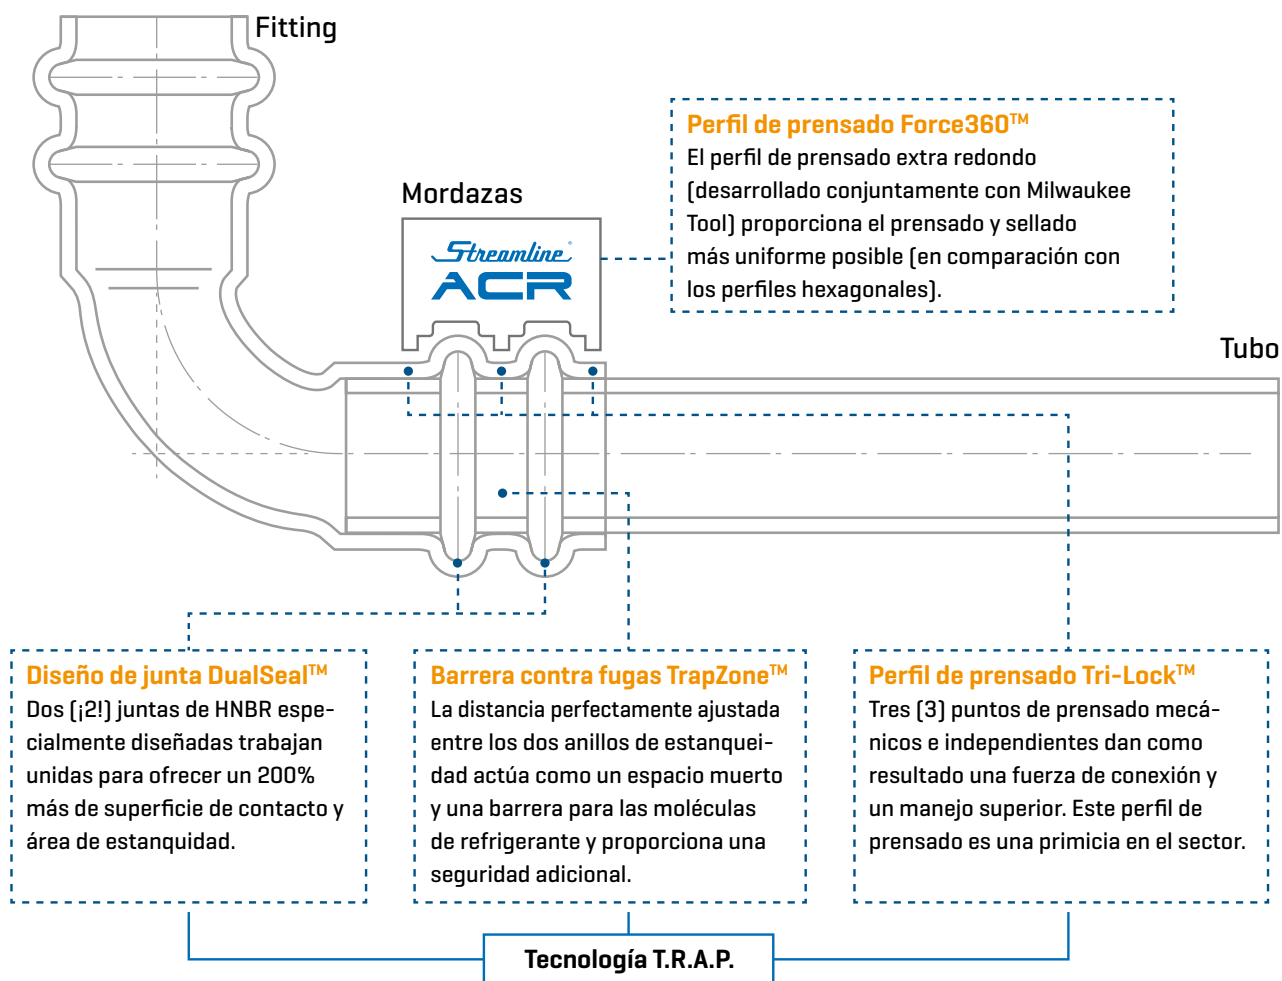 Fitting
Perfil de prensado Force360™
El perfil de prensado extra redondo
(desarrollado conjuntamente con Milwaukee
Tool) proporciona el prensado y sellado
más uniforme posible (en comparación con
los perfiles hexagonales).
Mordazas
Streamline®
ACR
Tubo
Diseño de junta DualSeal™
Dos (¡2!) juntas de HNBR espe-
cialmente diseñadas trabajan
unidas para ofrecer un 200%
más de superficie de contacto y
área de estanquidad.
Barrera contra fugas TrapZone™
La distancia perfectamente ajustada
entre los dos anillos de estanquei-
dad actúa como un espacio muerto
y una barrera para las moléculas
de refrigerante y proporciona una
seguridad adicional.
Perfil de prensado Tri-Lock™
Tres (3) puntos de prensado mecá-
nicos e independientes dan como
resultado una fuerza de conexión y
un manejo superior. Este perfil de
prensado es una primicia en el sector.
Tecnología T.R.A.P.